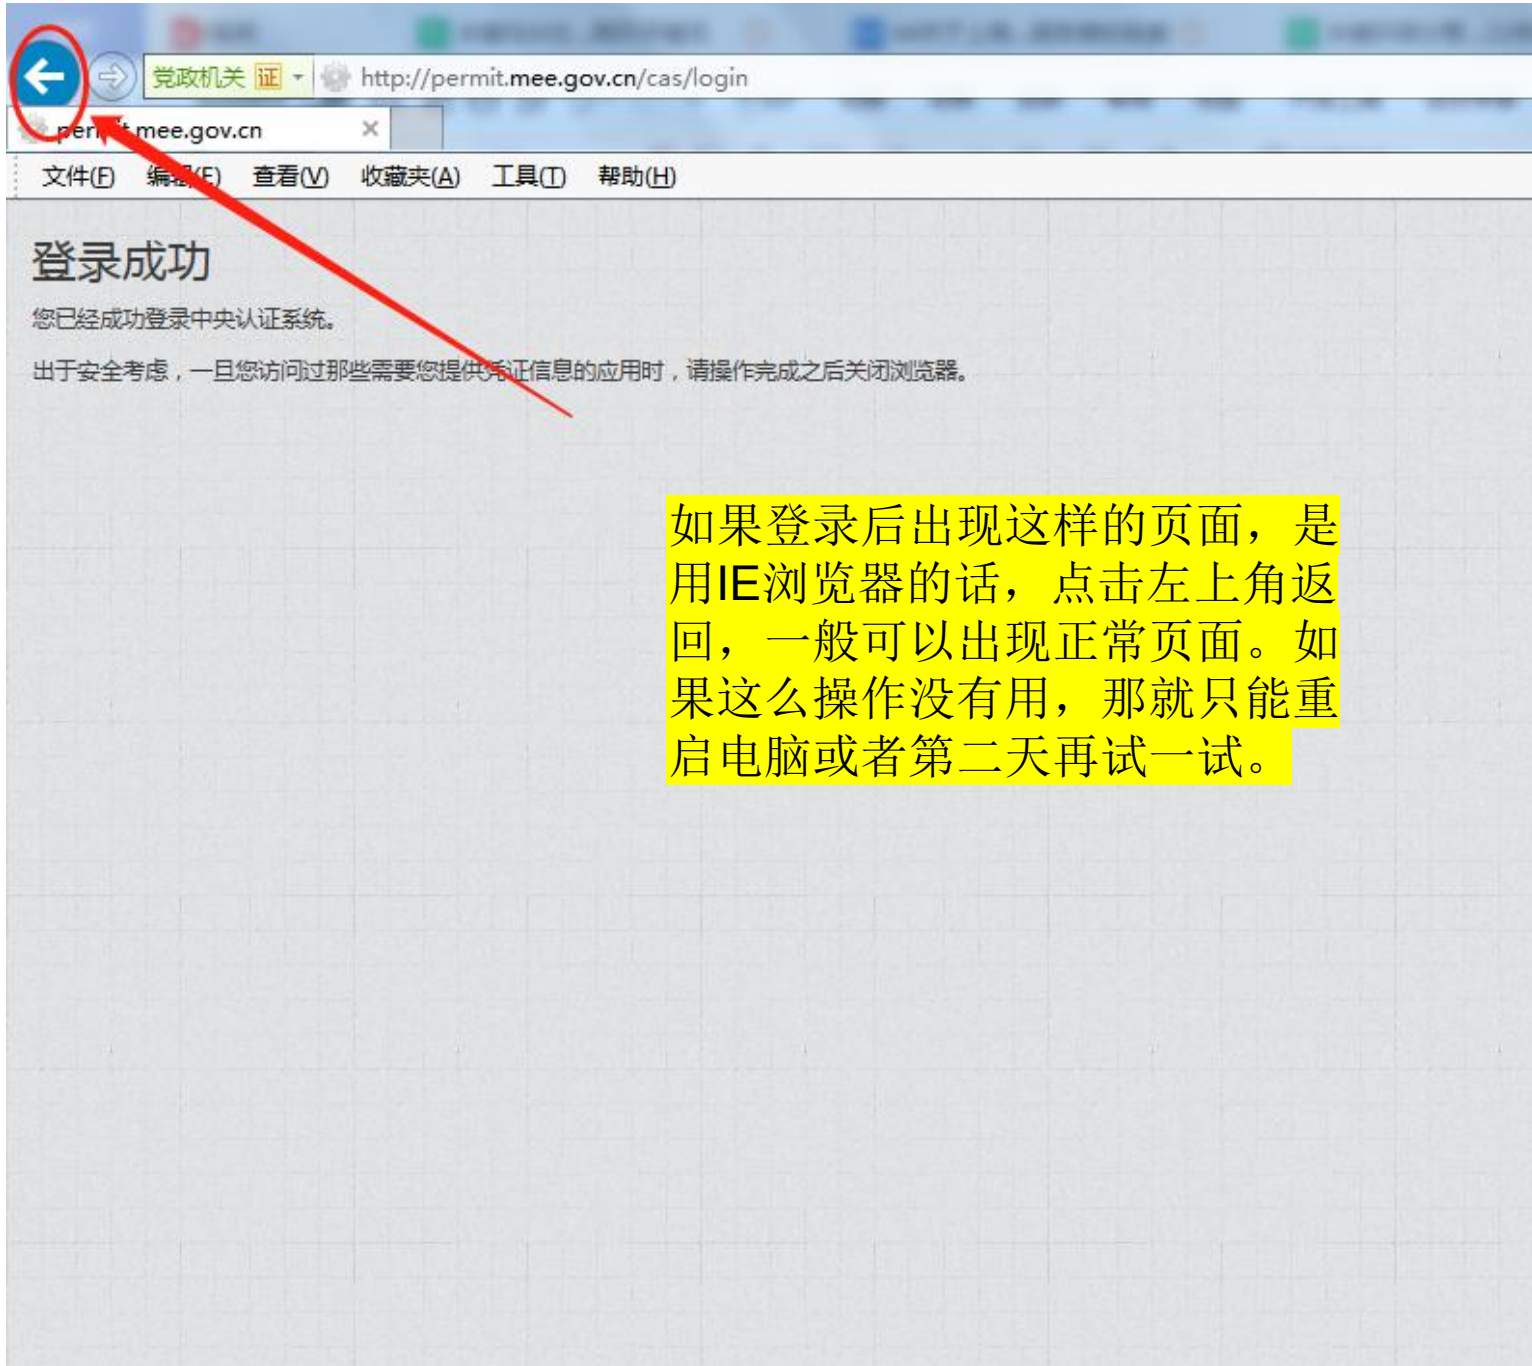 党政机关 证 http://permit.mee.gov.cn/cas/login
permit.mee.gov.cn
文件(F) 编辑(E) 查看(V) 收藏夹(A) 工具(T) 帮助(H)
登录成功
您已经成功登录中央认证系统。
出于安全考虑，一旦您访问过那些需要您提供凭证信息的应用时，请操作完成之后关闭浏览器。
如果登录后出现这样的页面，是
用IE浏览器的话，点击左上角返
回，一般可以出现正常页面。如
果这么操作没有用，那就只能重
启电脑或者第二天再试一试。